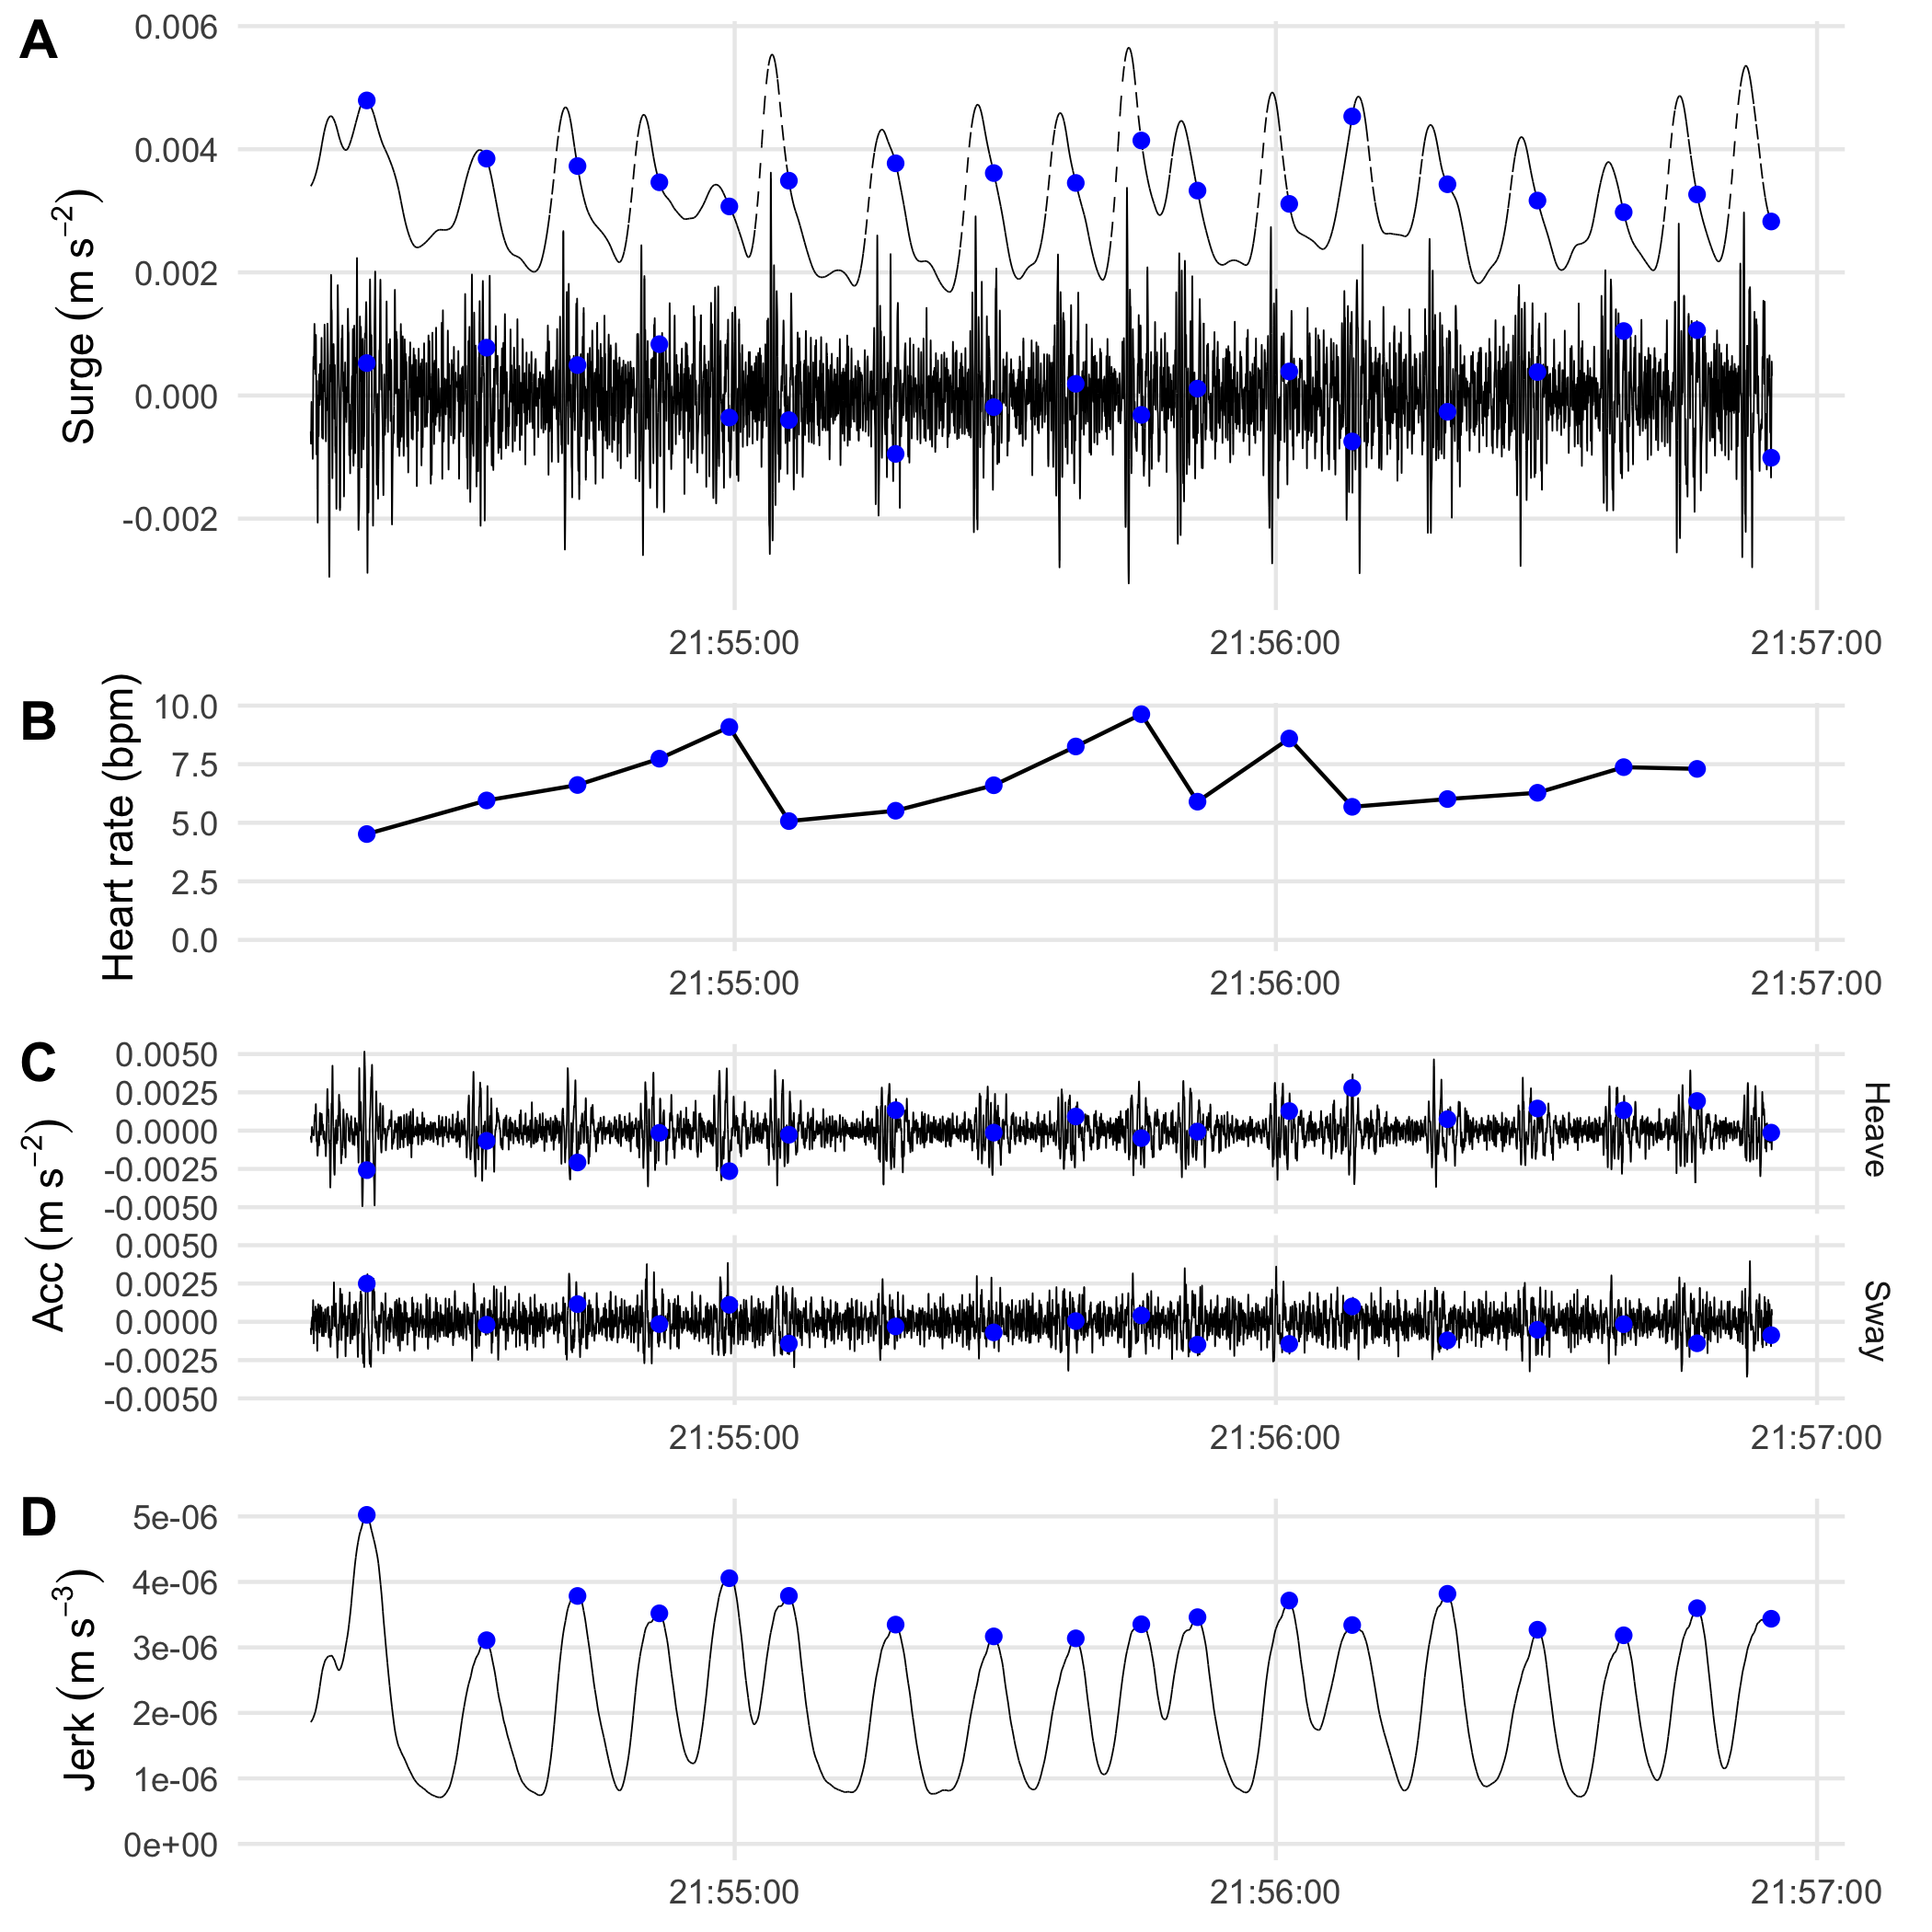 A
Surge (m s⁻²)
0.006
0.004
0.002
0.000
-0.002
21:55:00 21:56:00 21:57:00
B
Heart rate (bpm)
10.0
7.5
5.0
2.5
0.0
21:55:00 21:56:00 21:57:00
C
Acc (m s⁻²)
0.0050
0.0025
0.0000
-0.0025
-0.0050
Heave
0.0050
0.0025
0.0000
-0.0025
-0.0050
Sway
21:55:00 21:56:00 21:57:00
D
Jerk (m s⁻³)
5e-06
4e-06
3e-06
2e-06
1e-06
0e+00
21:55:00 21:56:00 21:57:00